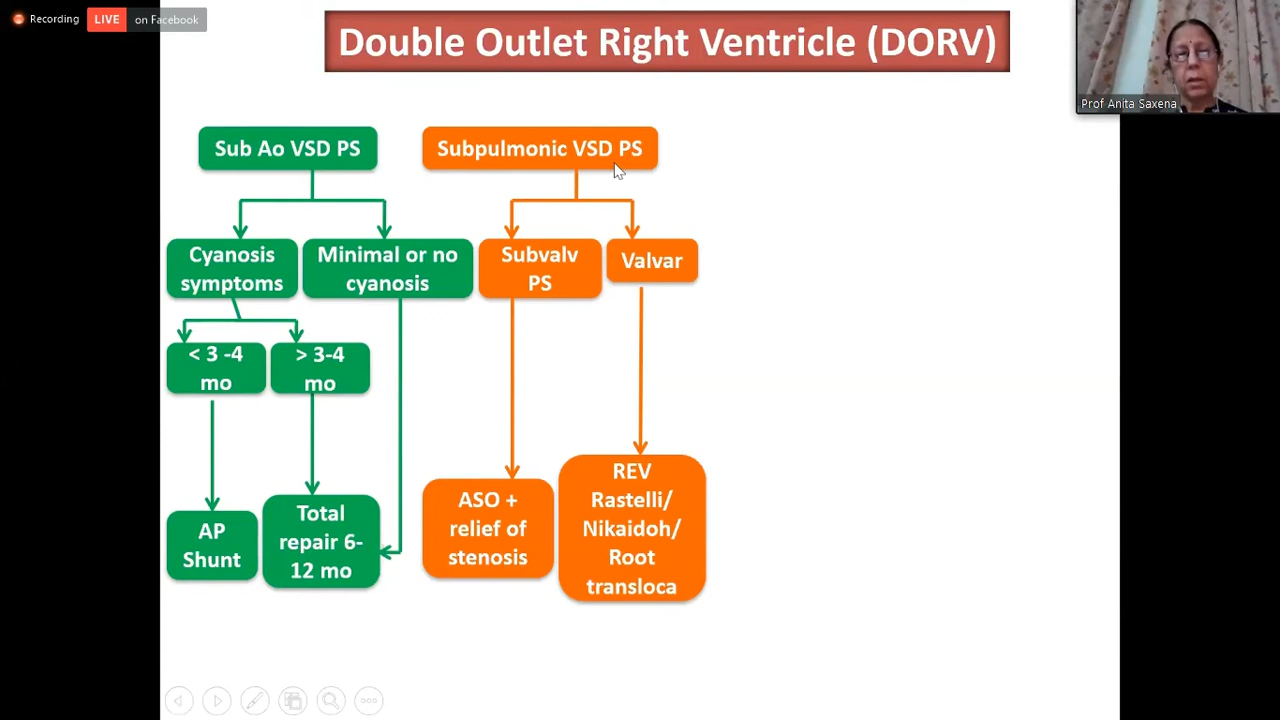 Recording
LIVE on Facebook
Double Outlet Right Ventricle (DORV)
Prof Anita Saxena
Sub Ao VSD PS
Subpulmonic VSD PS
Cyanosis
symptoms
Minimal or no
cyanosis
Subvalv
PS
Valvar
< 3 -4
mo
> 3-4
mo
AP
Shunt
Total
repair 6-
12 mo
ASO +
relief of
stenosis
REV
Rastelli/
Nikaidoh/
Root
transloca